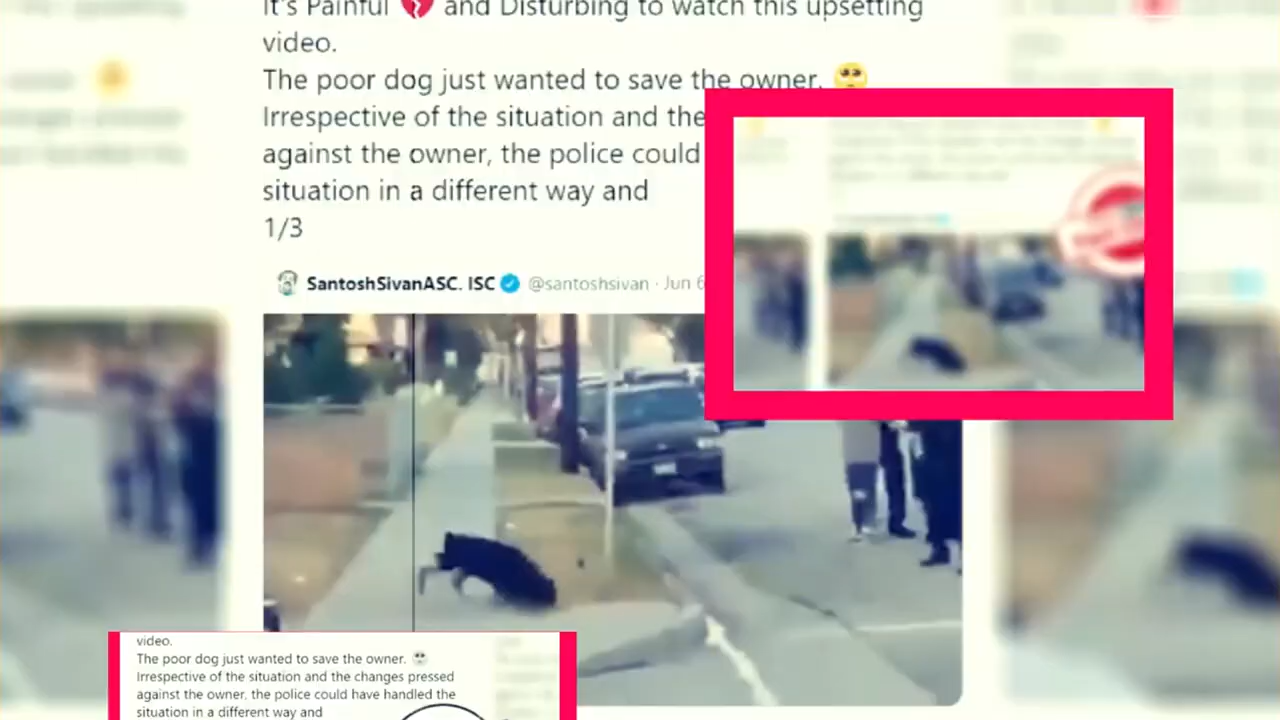 It's Painful 💔 and Disturbing to watch this upsetting
video.
The poor dog just wanted to save the owner. 🥺
Irrespective of the situation and the
against the owner, the police could
situation in a different way and
1/3
SantoshSivanASC. ISC @santoshsivan · Jun 6
video.
The poor dog just wanted to save the owner. 🥺
Irrespective of the situation and the changes pressed
against the owner, the police could have handled the
situation in a different way and